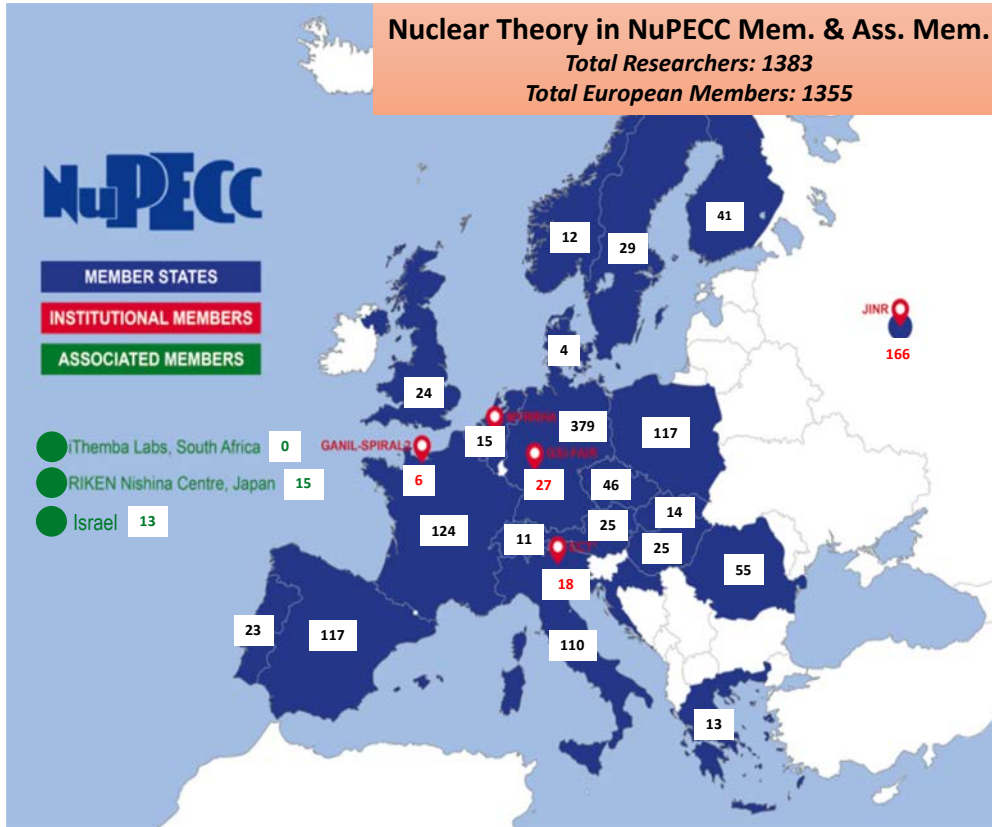 Nuclear Theory in NuPECC Mem. & Ass. Mem.
Total Researchers: 1383
Total European Members: 1355
NuPECC
MEMBER STATES
INSTITUTIONAL MEMBERS
ASSOCIATED MEMBERS
iThemba Labs, South Africa 0
RIKEN Nishina Centre, Japan 15
Israel 13
41
12
29
JINR
166
4
24
379
15
117
GANIL-SPIRAL2
GSI-FAIR
6
27
46
14
124
11
25
25
ECT*
55
18
23
117
110
13